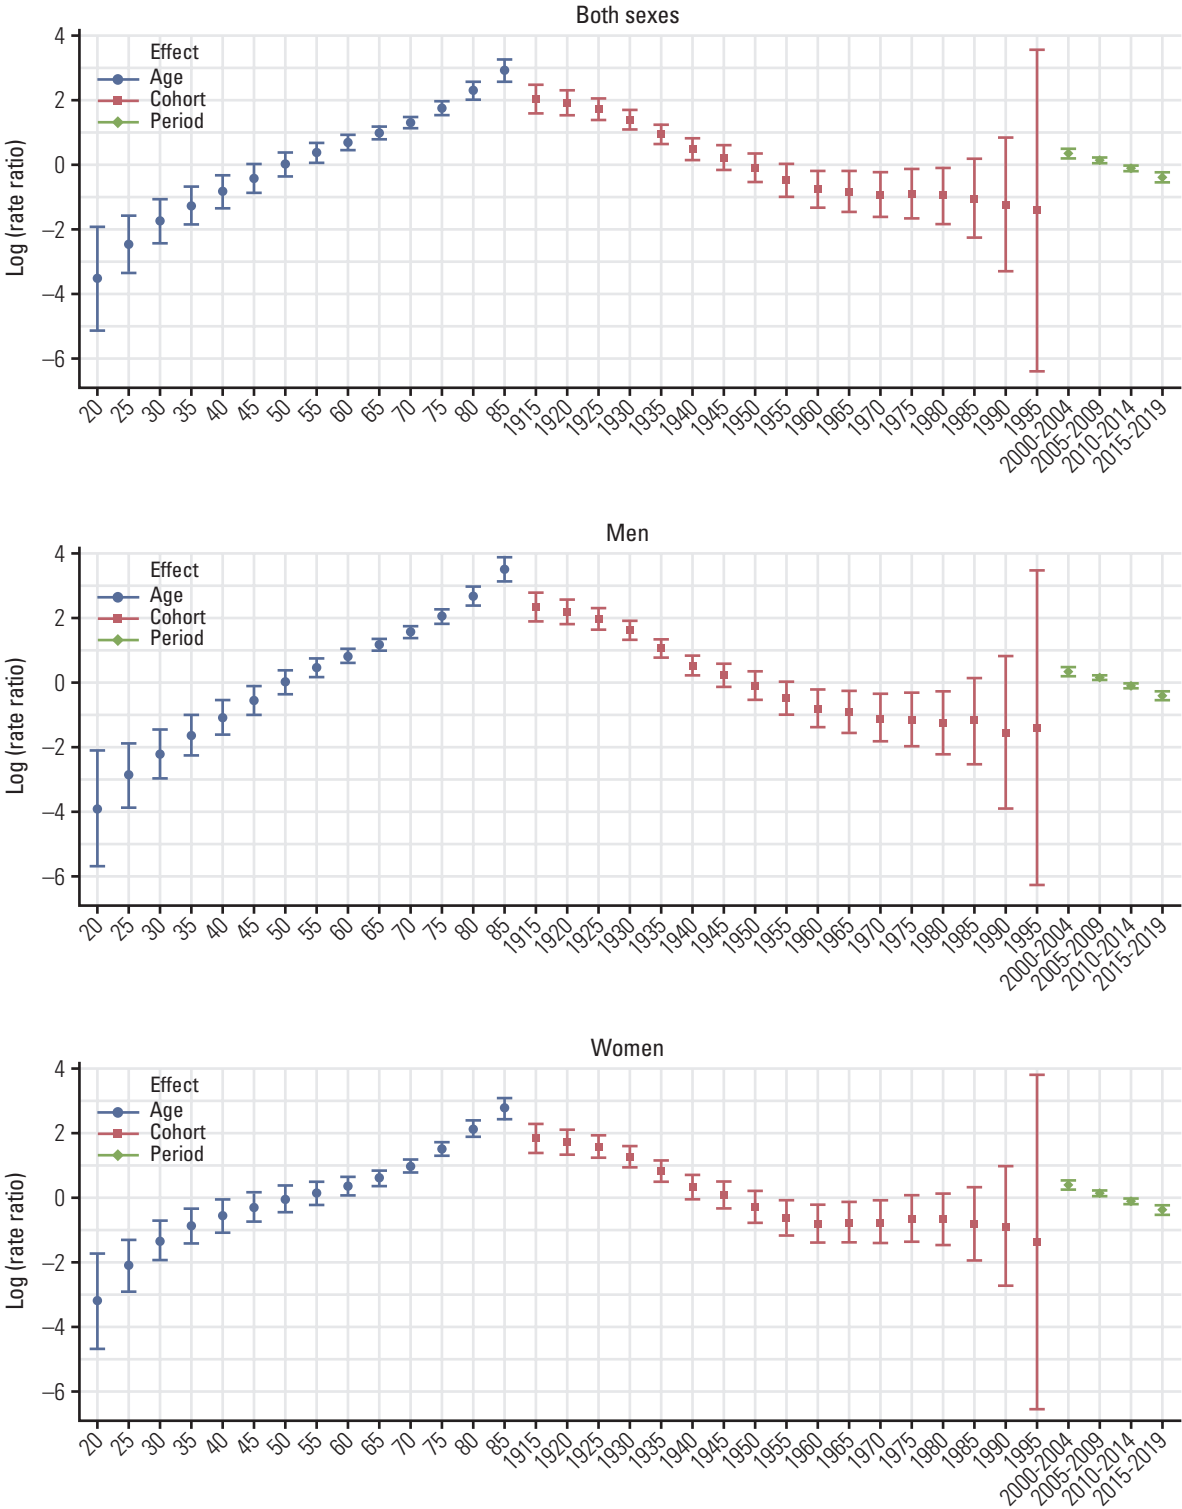 Both sexes
4
2
0
–2
–4
–6
Log (rate ratio)
Effect
Age
Cohort
Period
20 25 30 35 40 45 50 55 60 65 70 75 80 85 1915 1920 1925 1930 1935 1940 1945 1950 1955 1960 1965 1970 1975 1980 1985 1990 1995 2000-2004 2005-2009 2010-2014 2015-2019
Men
4
2
0
–2
–4
–6
Log (rate ratio)
Effect
Age
Cohort
Period
20 25 30 35 40 45 50 55 60 65 70 75 80 85 1915 1920 1925 1930 1935 1940 1945 1950 1955 1960 1965 1970 1975 1980 1985 1990 1995 2000-2004 2005-2009 2010-2014 2015-2019
Women
4
2
0
–2
–4
–6
Log (rate ratio)
Effect
Age
Cohort
Period
20 25 30 35 40 45 50 55 60 65 70 75 80 85 1915 1920 1925 1930 1935 1940 1945 1950 1955 1960 1965 1970 1975 1980 1985 1990 1995 2000-2004 2005-2009 2010-2014 2015-2019